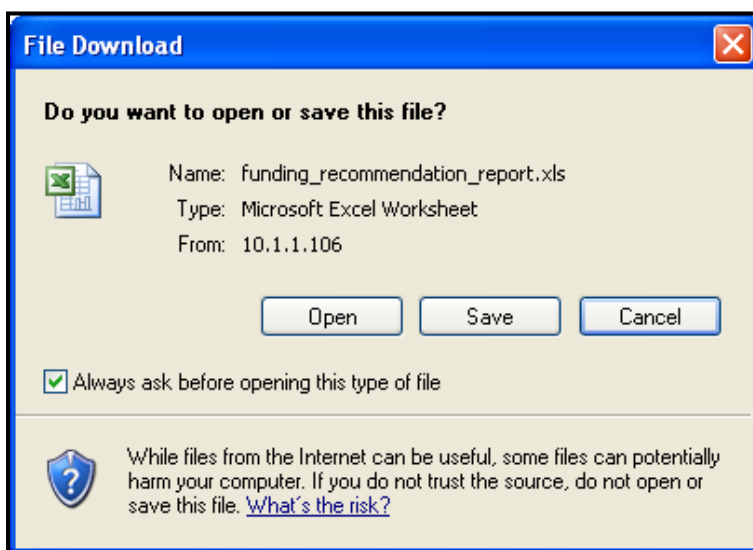 File Download
Do you want to open or save this file?
Name: funding_recommendation_report.xls
Type: Microsoft Excel Worksheet
From: 10.1.1.106
Open Save Cancel
Always ask before opening this type of file
While files from the Internet can be useful, some files can potentially
harm your computer. If you do not trust the source, do not open or
save this file. What's the risk?